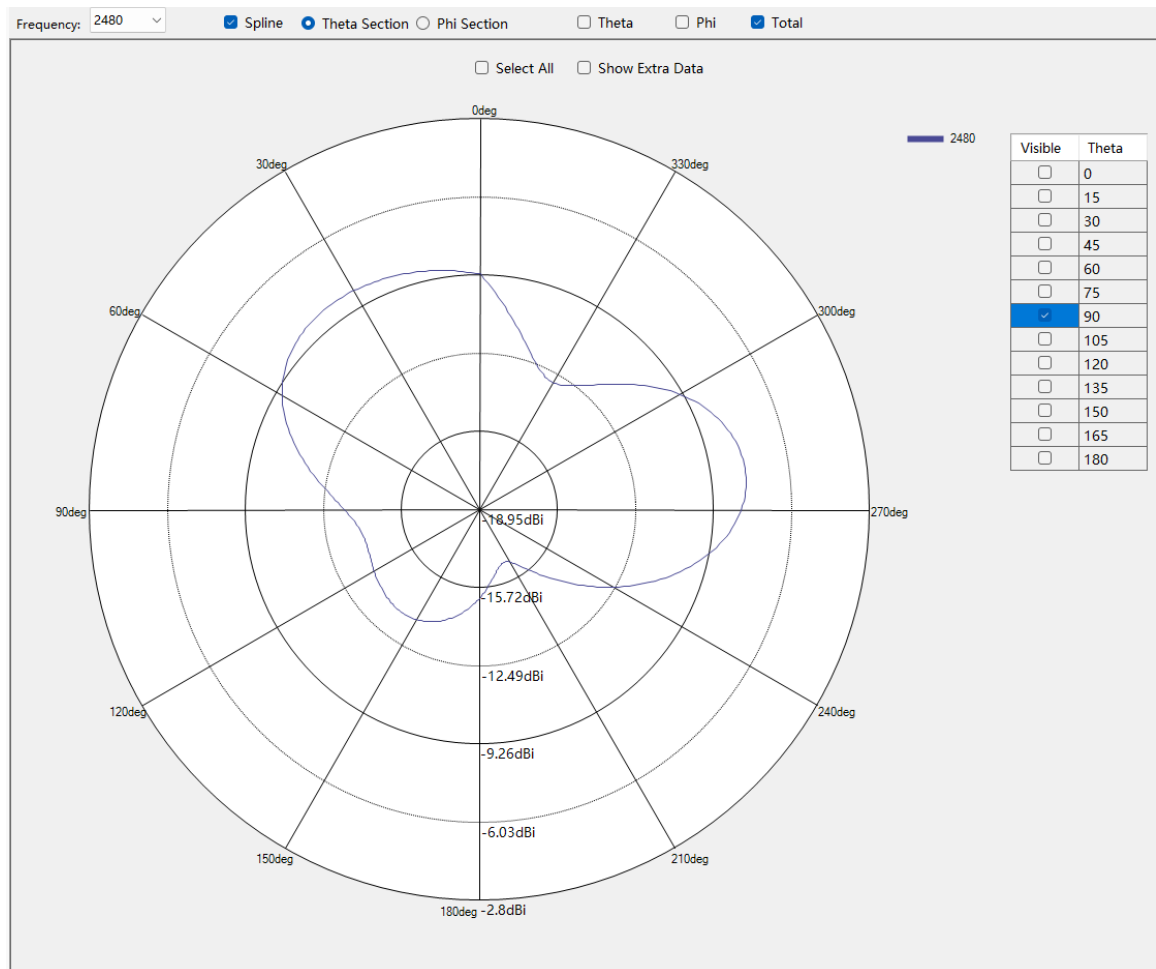 Frequency: 2480 Spline Theta Section Phi Section Theta Phi Total
Select All Show Extra Data
0deg
2480
30deg
330deg
Visible Theta
0
15
30
45
60
75
90
105
120
135
150
165
180
60deg
300deg
90deg
270deg
-18.95dBi
-15.72dBi
-12.49dBi
120deg
240deg
-9.26dBi
-6.03dBi
150deg
210deg
180deg -2.8dBi